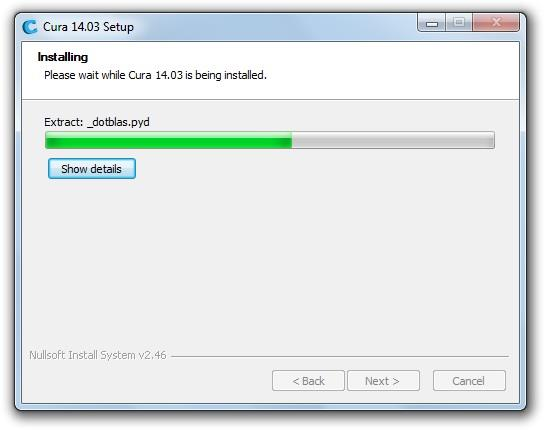 Cura 14.03 Setup
Installing
Please wait while Cura 14.03 is being installed.
Extract: _dotblas.pyd
Show details
Nullsoft Install System v2.46
< Back
Next >
Cancel